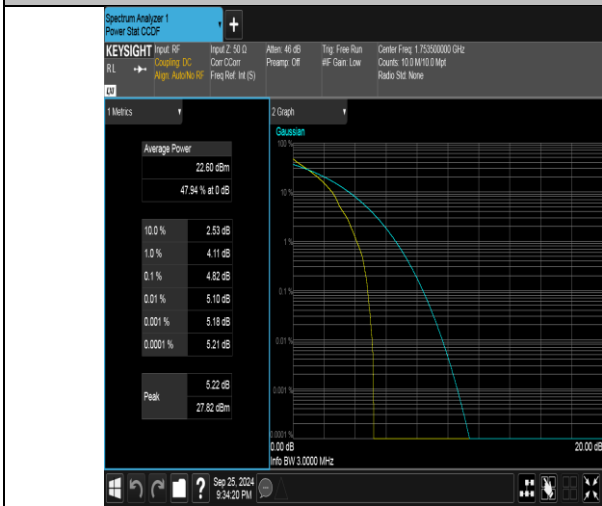 Spectrum Analyzer 1
Power Stat CCDF
+
KEYSIGHT
RL
LXI
Input: RF
Coupling: DC
Align: Auto/No RF
Input Z: 50 Ω
Corr CCorr
Freq Ref: Int (S)
Atten: 46 dB
Preamp: Off
Trig: Free Run
#IF Gain: Low
Center Freq: 1.753500000 GHz
Counts: 10.0 M/10.0 Mpt
Radio Std: None
1 Metrics
Average Power
22.60 dBm
47.94 % at 0 dB
10.0 % 2.53 dB
1.0 % 4.11 dB
0.1 % 4.82 dB
0.01 % 5.10 dB
0.001 % 5.18 dB
0.0001 % 5.21 dB
Peak
5.22 dB
27.82 dBm
2 Graph
Gaussian
100 %
10 %
1 %
0.1 %
0.01 %
0.001 %
0.0001 %
0.00 dB 20.00 dB
Info BW 3.0000 MHz
?
Sep 25, 2024
9:34:20 PM